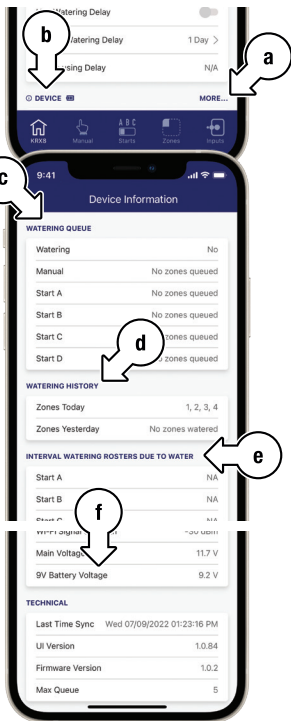 Watering Delay
b
Watering Delay 1 Day >
Delay N/A
a
DEVICE MORE...
KRX8 Manual A B C Starts Zones Inputs
c
9:41
Device Information
WATERING QUEUE
Watering No
Manual No zones queued
Start A No zones queued
Start B No zones queued
Start C zones queued
Start D zones queued
d
WATERING HISTORY
Zones Today 1, 2, 3, 4
Zones Yesterday No zones watered
INTERVAL WATERING ROSTERS DUE TO WATER
e
Start A NA
Start B NA
f
Main Voltage 11.7 V
9V Battery Voltage 9.2 V
TECHNICAL
Last Time Sync Wed 07/09/2022 01:23:16 PM
UI Version 1.0.84
Firmware Version 1.0.2
Max Queue 5